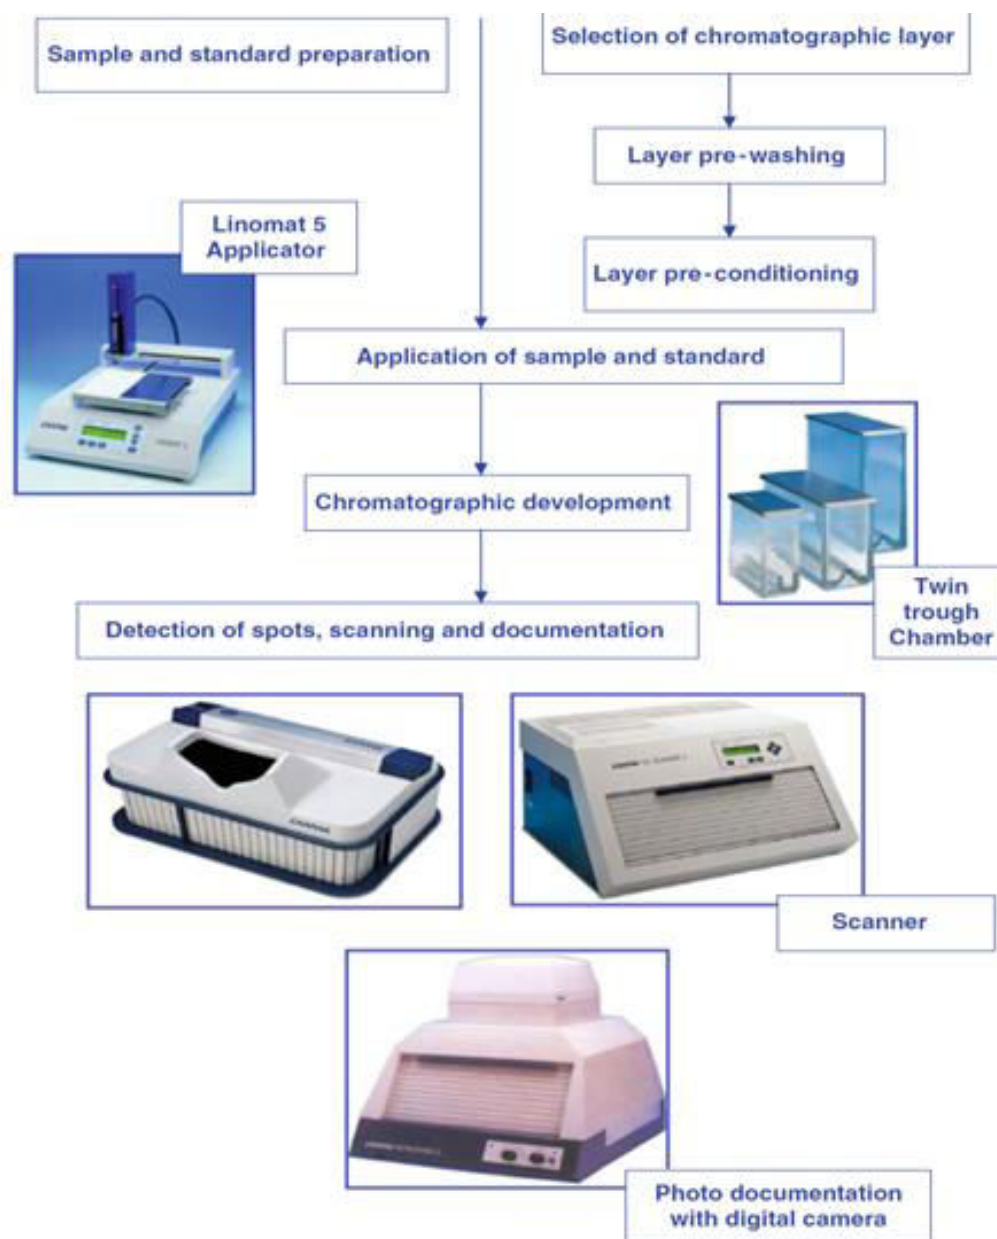 Sample and standard preparation
Selection of chromatographic layer
Layer pre-washing
Linomat 5
Applicator
Layer pre-conditioning
Application of sample and standard
Chromatographic development
Twin
trough
Chamber
Detection of spots, scanning and documentation
Scanner
Photo documentation
with digital camera